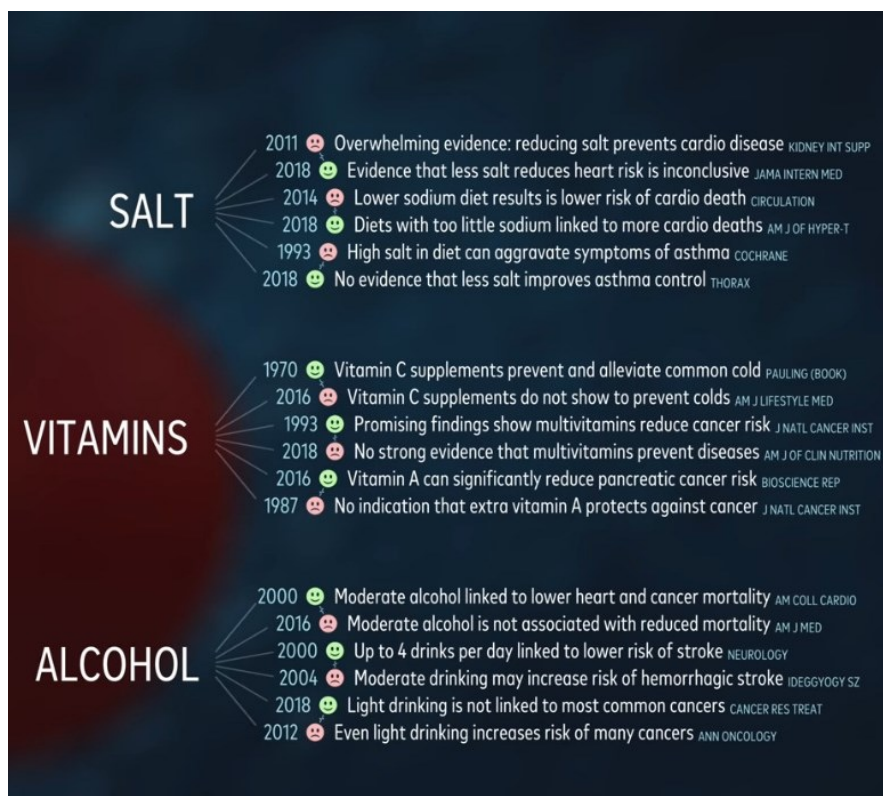 SALT
2011 Overwhelming evidence: reducing salt prevents cardio disease KIDNEY INT SUPP
2018 Evidence that less salt reduces heart risk is inconclusive JAMA INTERN MED
2014 Lower sodium diet results is lower risk of cardio death CIRCULATION
2018 Diets with too little sodium linked to more cardio deaths AM J OF HYPER-T
1993 High salt in diet can aggravate symptoms of asthma COCHRANE
2018 No evidence that less salt improves asthma control THORAX
VITAMINS
1970 Vitamin C supplements prevent and alleviate common cold PAULING (BOOK)
2016 Vitamin C supplements do not show to prevent colds AM J LIFESTYLE MED
1993 Promising findings show multivitamins reduce cancer risk J NATL CANCER INST
2018 No strong evidence that multivitamins prevent diseases AM J OF CLIN NUTRITION
2016 Vitamin A can significantly reduce pancreatic cancer risk BIOSCIENCE REP
1987 No indication that extra vitamin A protects against cancer J NATL CANCER INST
ALCOHOL
2000 Moderate alcohol linked to lower heart and cancer mortality AM COLL CARDIO
2016 Moderate alcohol is not associated with reduced mortality AM J MED
2000 Up to 4 drinks per day linked to lower risk of stroke NEUROLOGY
2004 Moderate drinking may increase risk of hemorrhagic stroke IDEGGYOGY SZ
2018 Light drinking is not linked to most common cancers CANCER RES TREAT
2012 Even light drinking increases risk of many cancers ANN ONCOLOGY